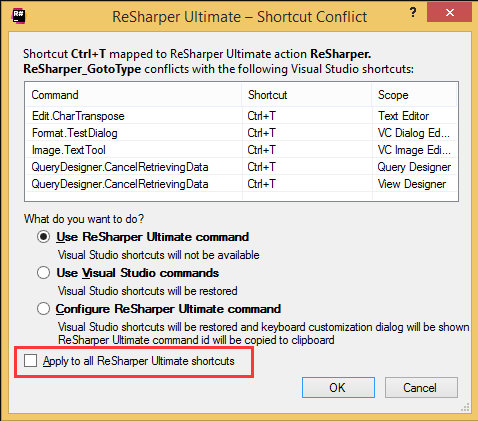 R#
ReSharper Ultimate – Shortcut Conflict
Shortcut Ctrl+T mapped to ReSharper Ultimate action ReSharper.
ReSharper_GotoType conflicts with the following Visual Studio shortcuts:
Command Shortcut Scope
Edit.CharTranspose Ctrl+T Text Editor
Format.TestDialog Ctrl+T VC Dialog Ed...
Image.TextTool Ctrl+T VC Image Edi...
QueryDesigner.CancelRetrievingData Ctrl+T Query Designer
QueryDesigner.CancelRetrievingData Ctrl+T View Designer
What do you want to do?
Use ReSharper Ultimate command
Visual Studio shortcuts will not be available
Use Visual Studio commands
Visual Studio shortcuts will be restored
Configure ReSharper Ultimate command
Visual Studio shortcuts will be restored and keyboard customization dialog will be shown
ReSharper Ultimate command id will be copied to clipboard
Apply to all ReSharper Ultimate shortcuts
OK Cancel